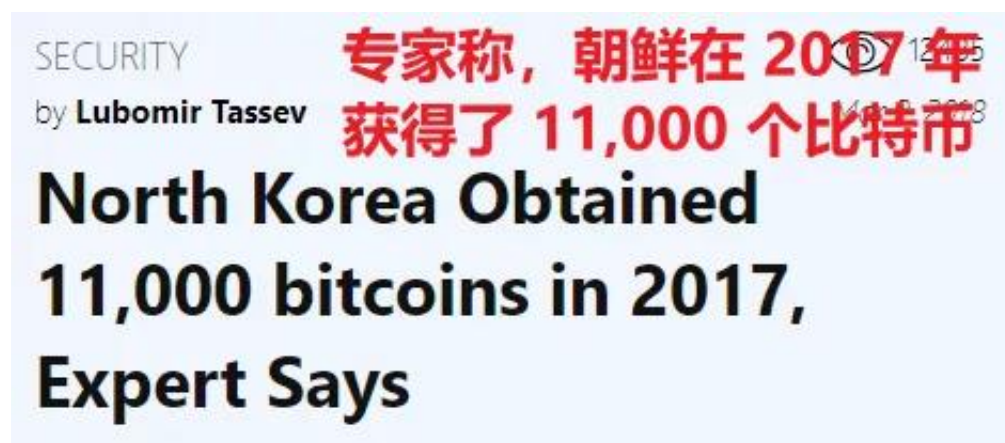 SECURITY
专家称，朝鲜在 2017 年
获得了 11,000 个比特币
by Lubomir Tassev
North Korea Obtained
11,000 bitcoins in 2017,
Expert Says